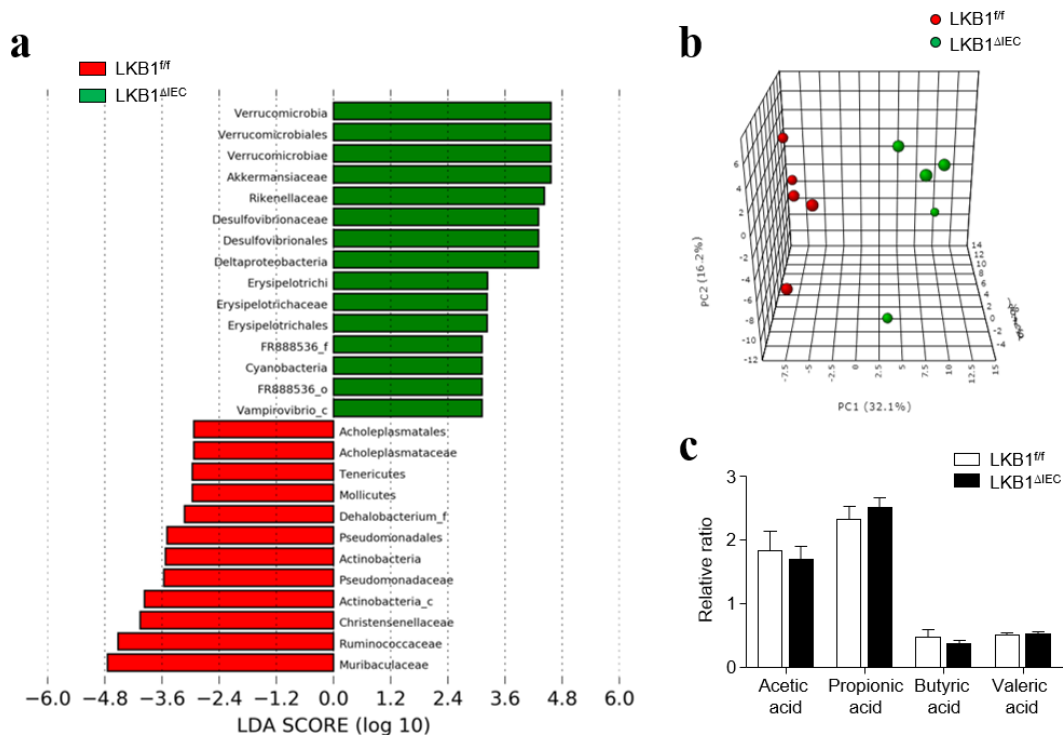 a
LKB1f/f
LKB1ΔIEC
Verrucomicrobia
Verrucomicrobiales
Verrucomicrobiae
Akkermansiaceae
Rikenellaceae
Desulfovibrionaceae
Desulfovibrionales
Deltaproteobacteria
Erysipelotrichi
Erysipelotrichaceae
Erysipelotrichales
FR888536_f
Cyanobacteria
FR888536_o
Vampirovibrio_c
Acholeplasmatales
Acholeplasmataceae
Tenericutes
Mollicutes
Dehalobacterium_f
Pseudomonadales
Actinobacteria
Pseudomonadaceae
Actinobacteria_c
Christensenellaceae
Ruminococcaceae
Muribaculaceae
−6.0 −4.8 −3.6 −2.4 −1.2 0.0 1.2 2.4 3.6 4.8 6.0
LDA SCORE (log 10)
b
LKB1f/f
LKB1ΔIEC
PC2 (16.2%)
6
4
2
0
-2
-4
-6
-8
-10
-12
-7.5 -5 -2.5 0 2.5 5 7.5 10 12.5 15
PC1 (32.1%)
14
12
10
8
6
4
2
0
-2
-4
c
LKB1f/f
LKB1ΔIEC
Relative ratio
3
2
1
0
Acetic acid
Propionic acid
Butyric acid
Valeric acid